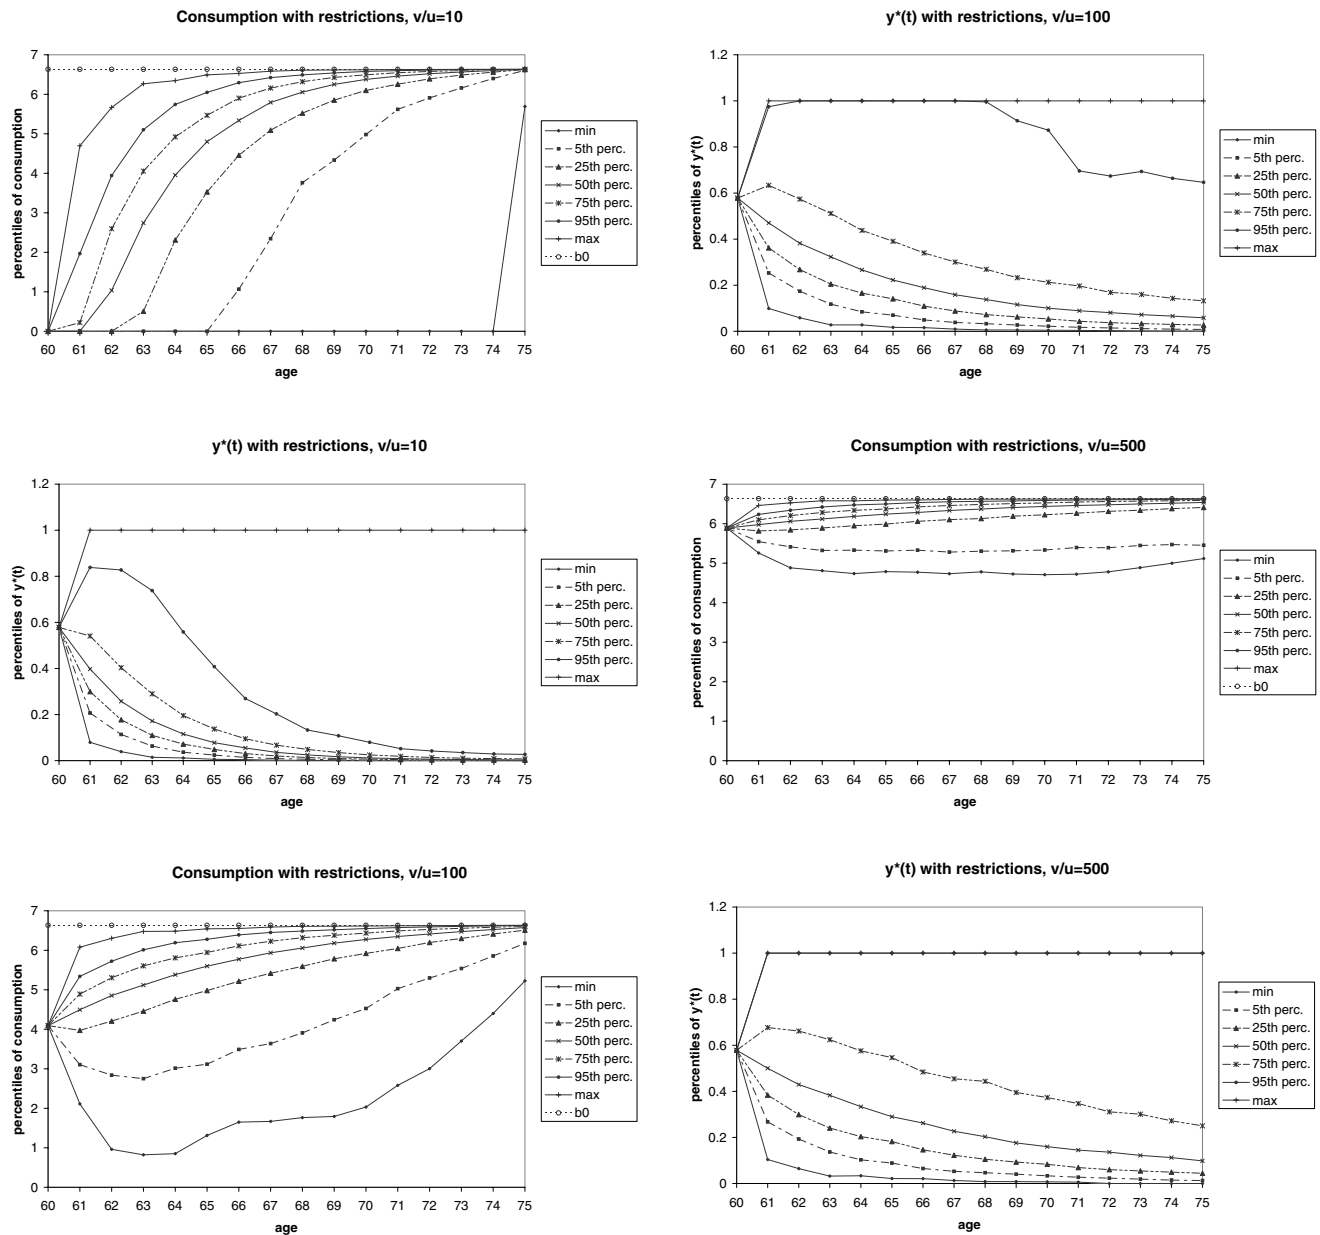 Consumption with restrictions, v/u=10
percentiles of consumption
7
6
5
4
3
2
1
0
60 61 62 63 64 65 66 67 68 69 70 71 72 73 74 75
age
min
5th perc.
25th perc.
50th perc.
75th perc.
95th perc.
max
b0
y*(t) with restrictions, v/u=100
percentiles of y*(t)
1.2
1
0.8
0.6
0.4
0.2
0
60 61 62 63 64 65 66 67 68 69 70 71 72 73 74 75
age
min
5th perc.
25th perc.
50th perc.
75th perc.
95th perc.
max
y*(t) with restrictions, v/u=10
percentiles of y*(t)
1.2
1
0.8
0.6
0.4
0.2
0
60 61 62 63 64 65 66 67 68 69 70 71 72 73 74 75
age
min
5th perc.
25th perc.
50th perc.
75th perc.
95th perc.
max
Consumption with restrictions, v/u=500
percentiles of consumption
7
6
5
4
3
2
1
0
60 61 62 63 64 65 66 67 68 69 70 71 72 73 74 75
age
min
5th perc.
25th perc.
50th perc.
75th perc.
95th perc.
max
b0
Consumption with restrictions, v/u=100
percentiles of consumption
7
6
5
4
3
2
1
0
60 61 62 63 64 65 66 67 68 69 70 71 72 73 74 75
age
min
5th perc.
25th perc.
50th perc.
75th perc.
95th perc.
max
b0
y*(t) with restrictions, v/u=500
percentiles of y*(t)
1.2
1
0.8
0.6
0.4
0.2
0
60 61 62 63 64 65 66 67 68 69 70 71 72 73 74 75
age
min
5th perc.
25th perc.
50th perc.
75th perc.
95th perc.
max